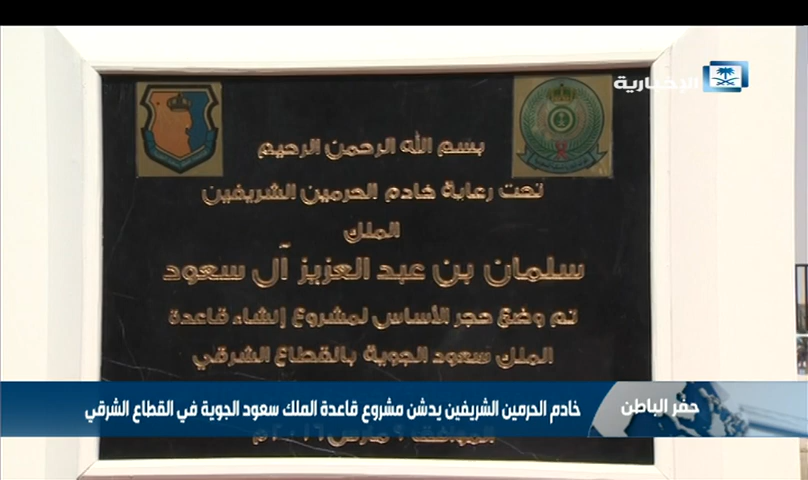 الإخبارية
بسم الله الرحمن الرحيم
تحت رعاية خادم الحرمين الشريفين
الملك
سلمان بن عبد العزيز آل سعود
تم وضع حجر الأساس لمشروع إنشاء قاعدة
الملك سعود الجوية بالقطاع الشرقي
حفر الباطن
خادم الحرمين الشريفين يدشن مشروع قاعدة الملك سعود الجوية في القطاع الشرقي
مارس ٢٠١٦م